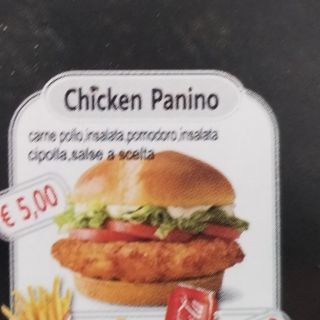 Chicken Panino
carne pollo,insalata,pomodoro,insalata
cipolla,salse a scelta
€ 5,00